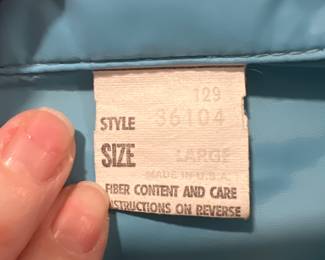 129
STYLE 36104
SIZE LARGE
MADE IN U.S.A.
FIBER CONTENT AND CARE
INSTRUCTIONS ON REVERSE